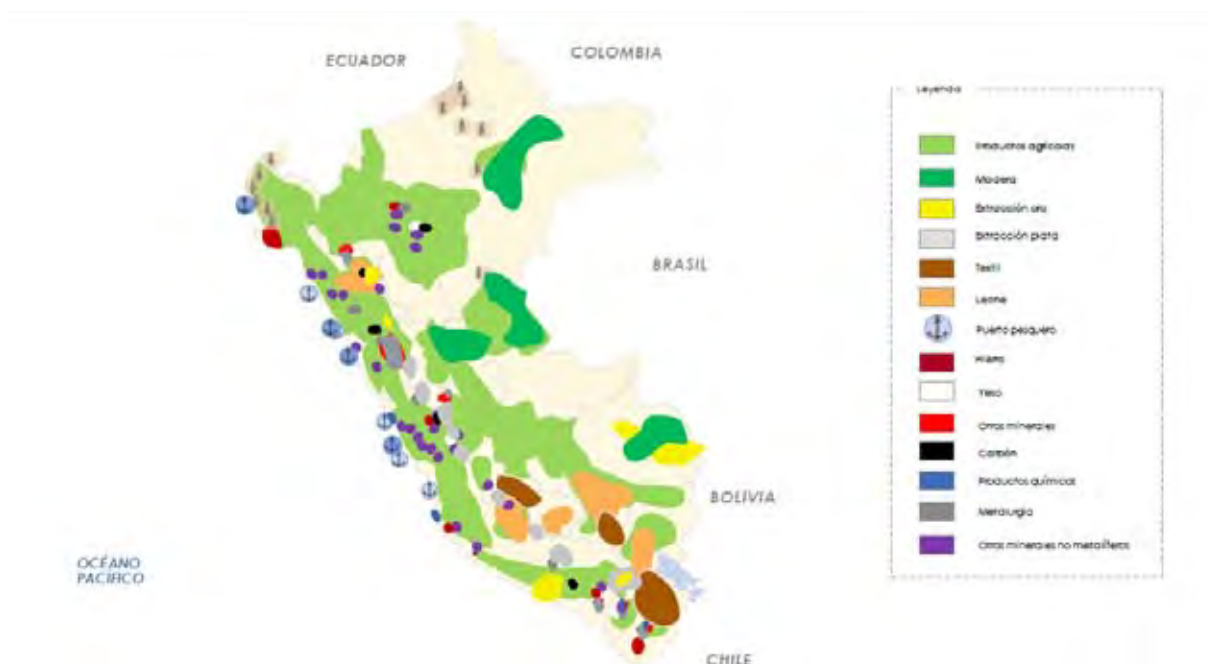 ECUADOR
COLOMBIA
BRASIL
BOLÍVIA
OCÉANO
PACIFICO
CHILE
Leyenda
Productos agrícolas
Madera
Extracción oro
Extracción plata
Textil
Leche
Puerto pesquero
Hierro
Yeso
Otros minerales
Carbón
Productos químicos
Metalurgia
Otros minerales no metalíferos